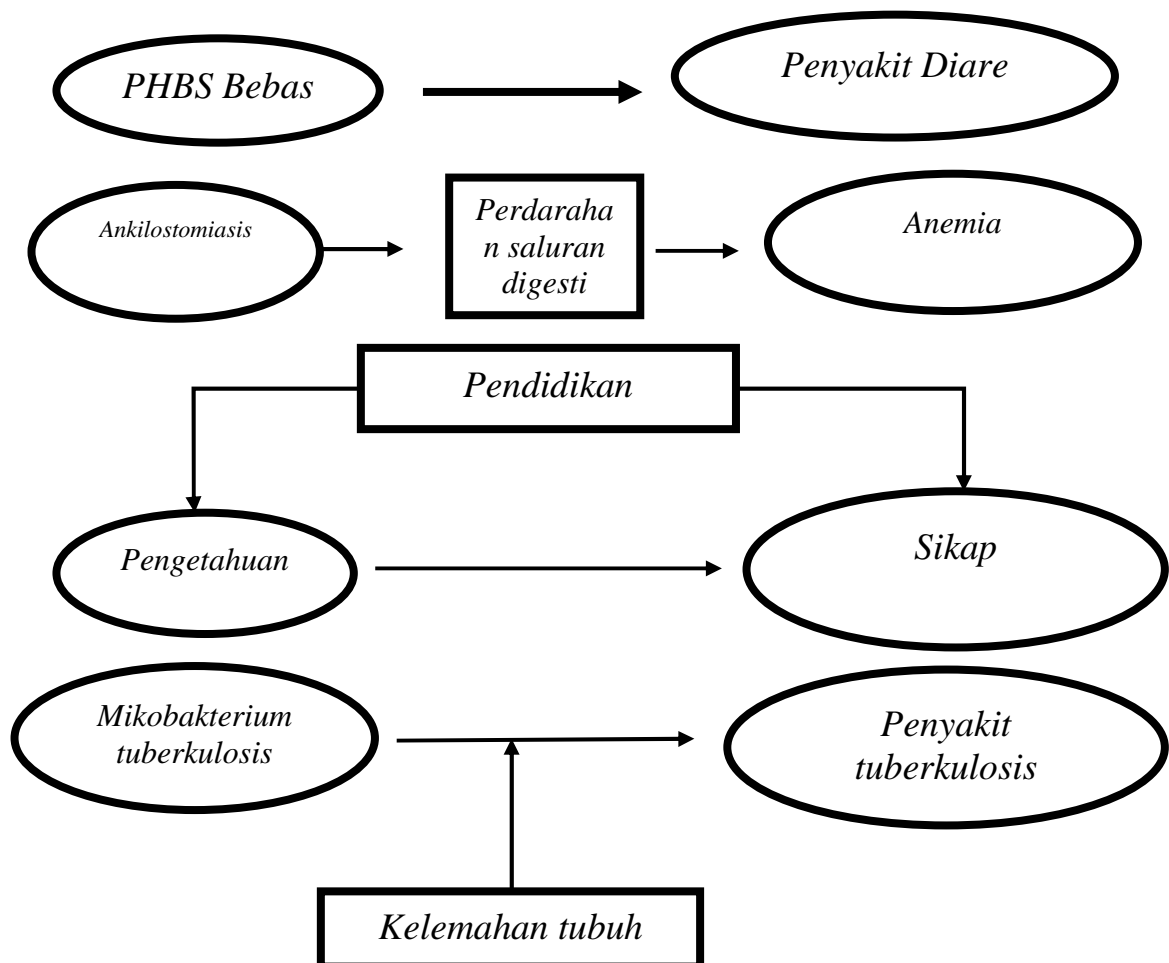 PHBS Bebas
Penyakit Diare
Ankilostomiasis
Perdaraha
n saluran
digesti
Anemia
Pendidikan
Pengetahuan
Sikap
Mikobakterium
tuberkulosis
Penyakit
tuberkulosis
Kelemahan tubuh